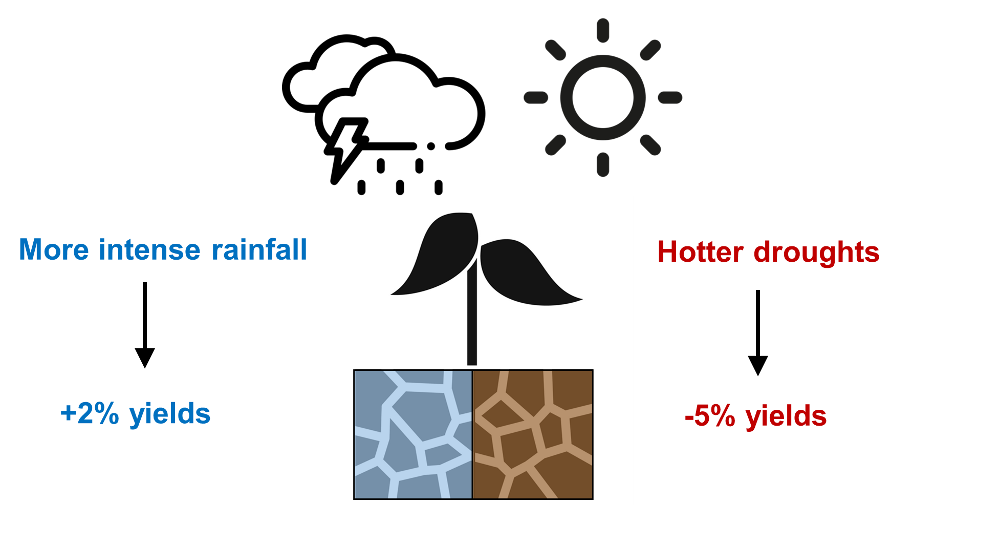 More intense rainfall
Hotter droughts
+2% yields
-5% yields